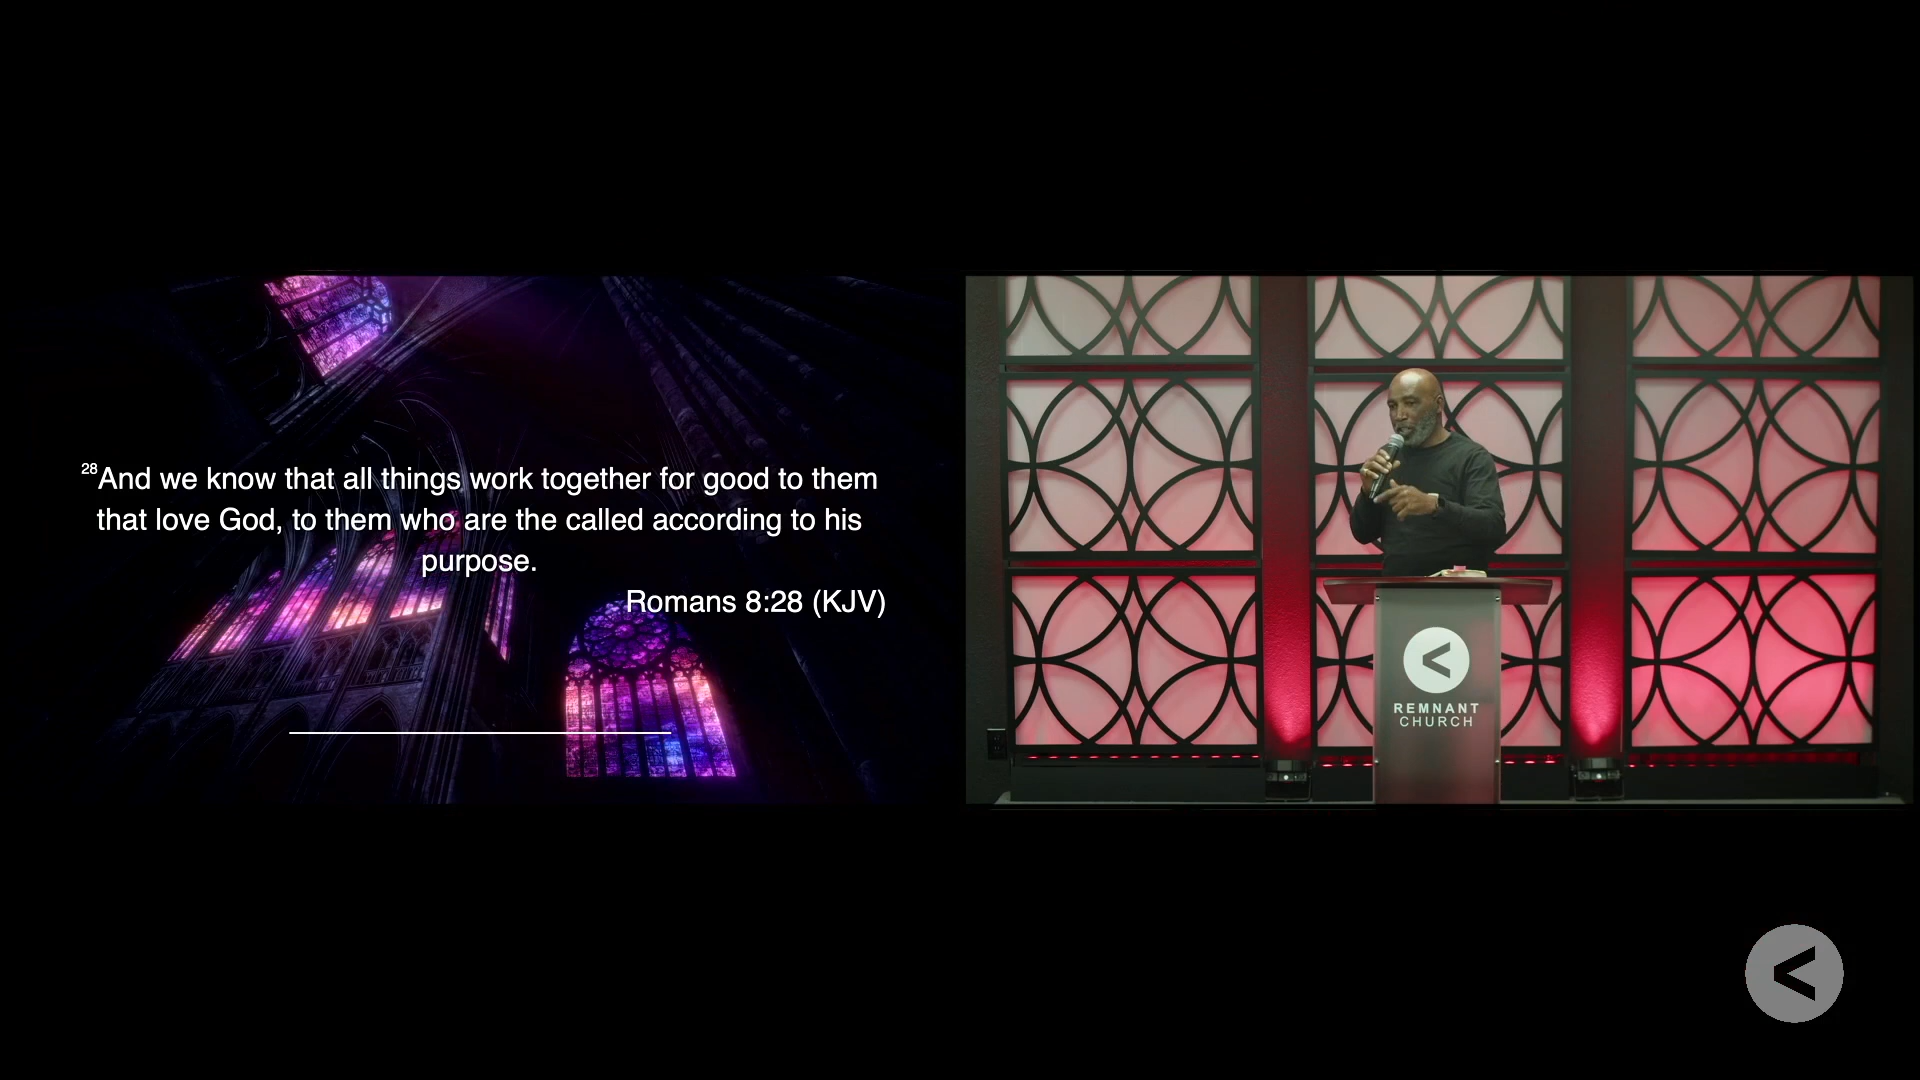 28And we know that all things work together for good to them
that love God, to them who are the called according to his
purpose.
Romans 8:28 (KJV)
REMNANT
CHURCH